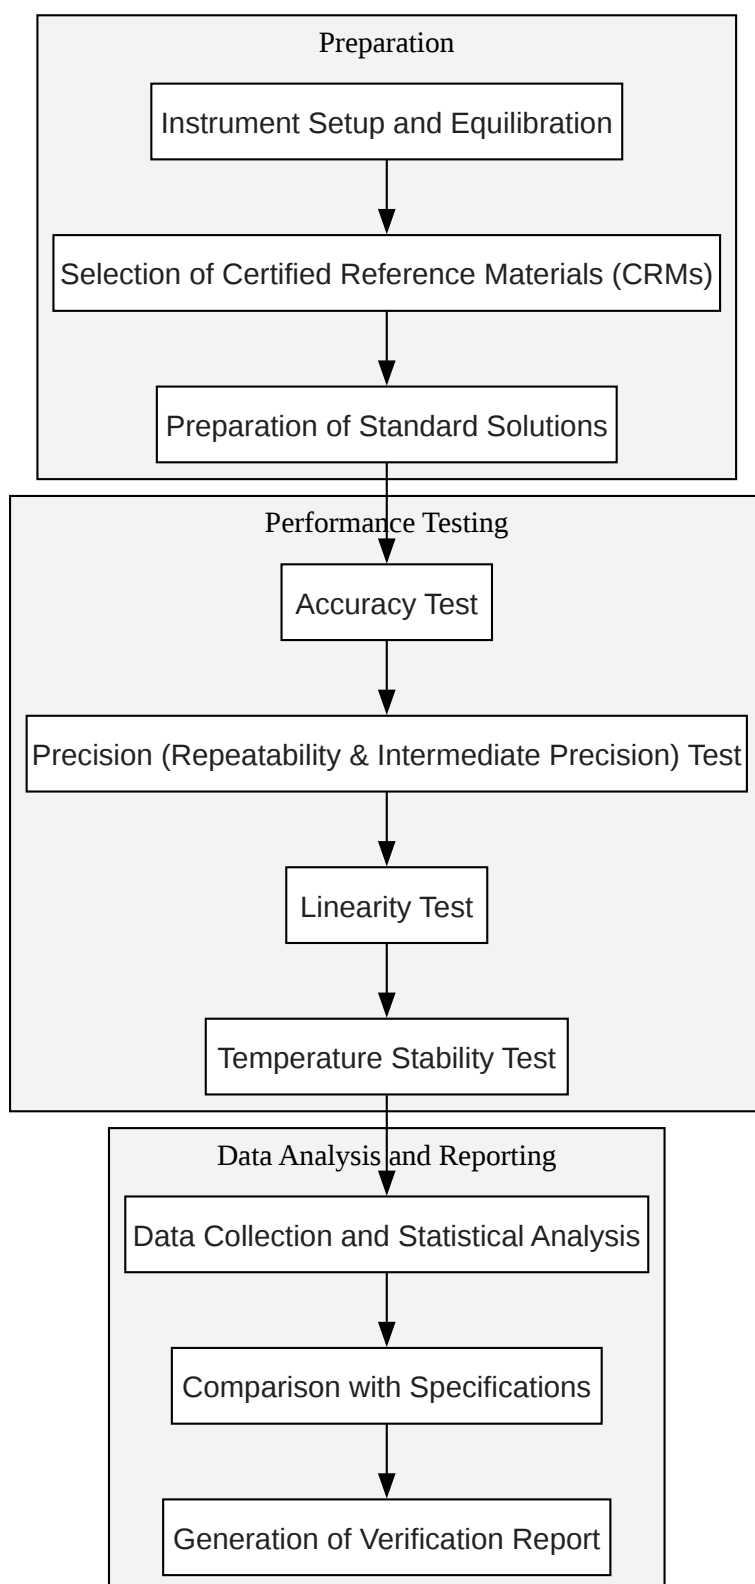 Preparation
Instrument Setup and Equilibration
Selection of Certified Reference Materials (CRMs)
Preparation of Standard Solutions
Performance Testing
Accuracy Test
Precision (Repeatability & Intermediate Precision) Test
Linearity Test
Temperature Stability Test
Data Analysis and Reporting
Data Collection and Statistical Analysis
Comparison with Specifications
Generation of Verification Report